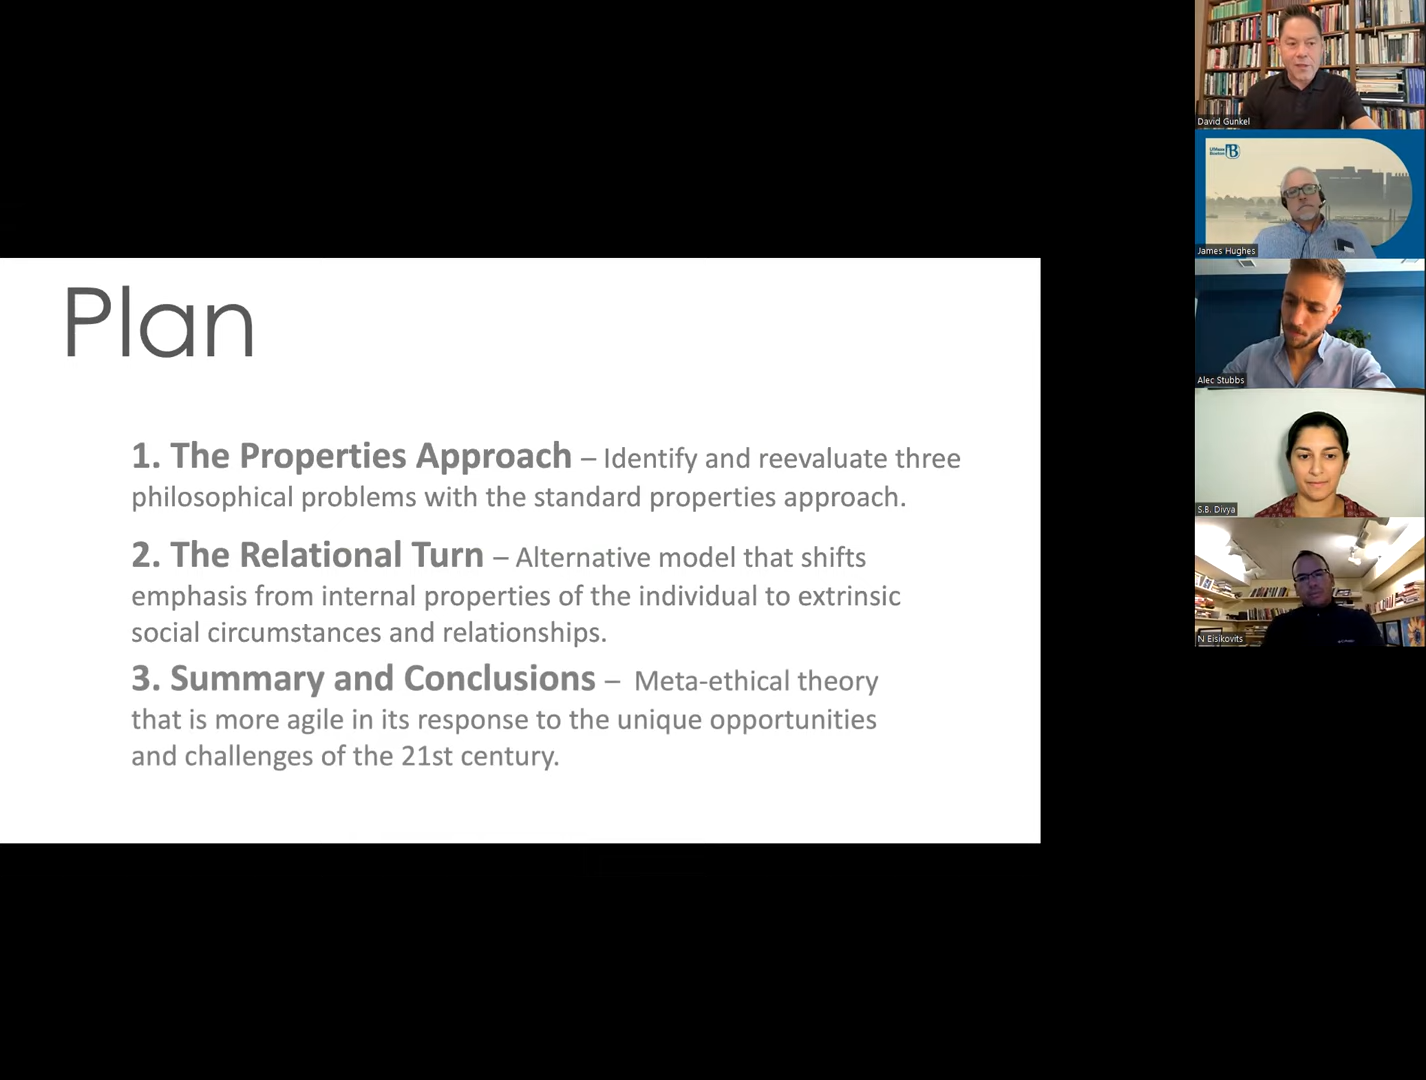 Plan
1. The Properties Approach – Identify and reevaluate three
philosophical problems with the standard properties approach.
2. The Relational Turn – Alternative model that shifts
emphasis from internal properties of the individual to extrinsic
social circumstances and relationships.
3. Summary and Conclusions – Meta-ethical theory
that is more agile in its response to the unique opportunities
and challenges of the 21st century.
David Gunkel
UMass
Boston
James Hughes
Alec Stubbs
S.B. Divya
N Eisikovits